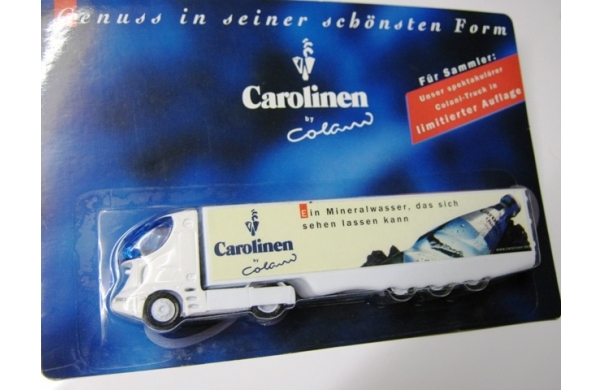 Genuss in seiner schönsten Form
Carolinen
by
Colani
Für Sammler:
Unser spektakulärer
Colani-Truck in
limitierter Auflage
Ein Mineralwasser, das sich
sehen lassen kann
Carolinen
by
Colani